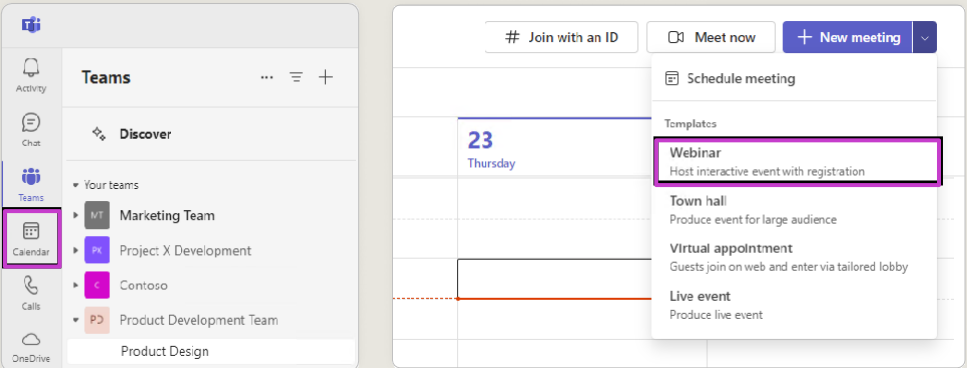 Activity
Chat
Teams
Calendar
Calls
OneDrive
Teams
Discover
Your teams
MT Marketing Team
PX Project X Development
C Contoso
PD Product Development Team
Product Design
# Join with an ID
Meet now
New meeting
Schedule meeting
23
Thursday
Templates
Webinar
Host interactive event with registration
Town hall
Produce event for large audience
Virtual appointment
Guests join on web and enter via tailored lobby
Live event
Produce live event